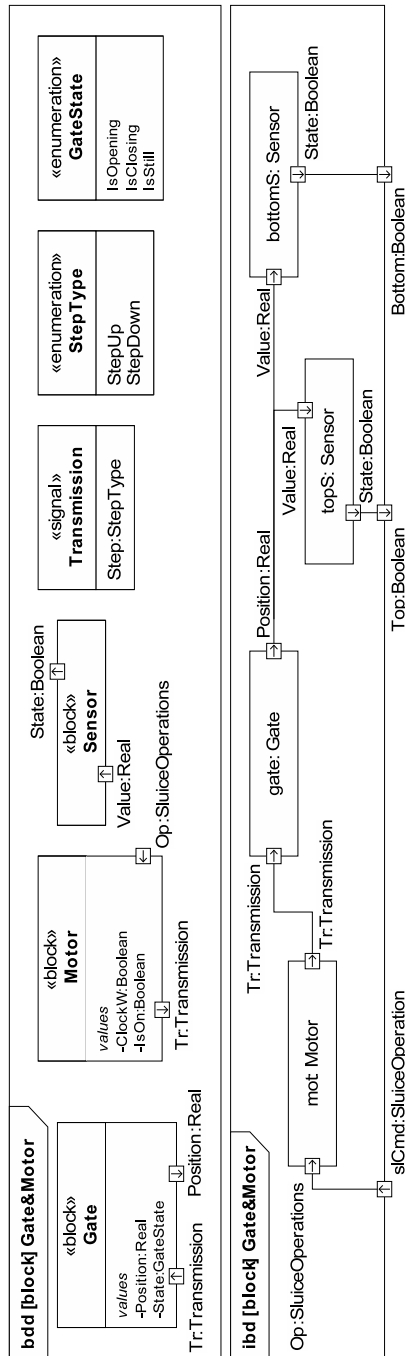 bdd [block] Gate&Motor
«block»
Gate
values
-Position:Real
-State:GateState
Tr:Transmission
Position:Real
«block»
Motor
values
-ClockW:Boolean
-IsOn:Boolean
Tr:Transmission
Op:SluiceOperations
State:Boolean
«block»
Sensor
Value:Real
«signal»
Transmission
Step:StepType
«enumeration»
StepType
StepUp
StepDown
«enumeration»
GateState
IsOpening
IsClosing
IsStill
ibd [block] Gate&Motor
Op:SluiceOperations
mot: Motor
Tr:Transmission
slCmd:SluiceOperation
Tr:Transmission
gate: Gate
Position:Real
Value:Real
topS: Sensor
State:Boolean
Top:Boolean
Value:Real
bottomS: Sensor
State:Boolean
Bottom:Boolean